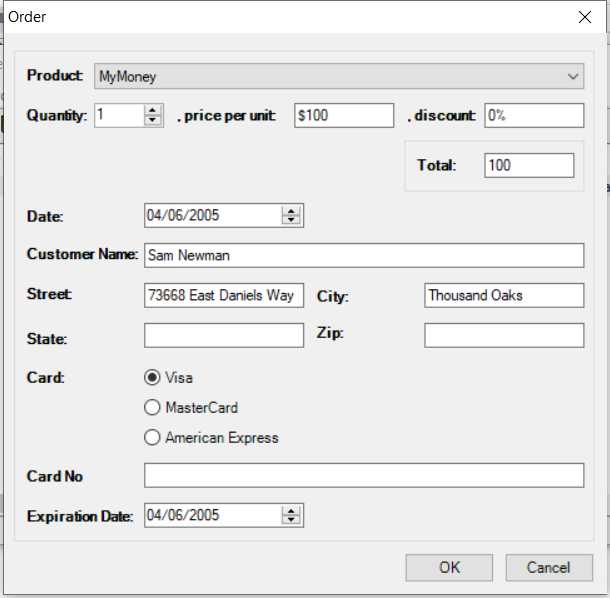 Order
Product: MyMoney
Quantity: 1 , price per unit: $100 , discount: 0%
Total: 100
Date: 04/06/2005
Customer Name: Sam Newman
Street: 73668 East Daniels Way City: Thousand Oaks
State: Zip:
Card: Visa
MasterCard
American Express
Card No
Expiration Date: 04/06/2005
OK Cancel